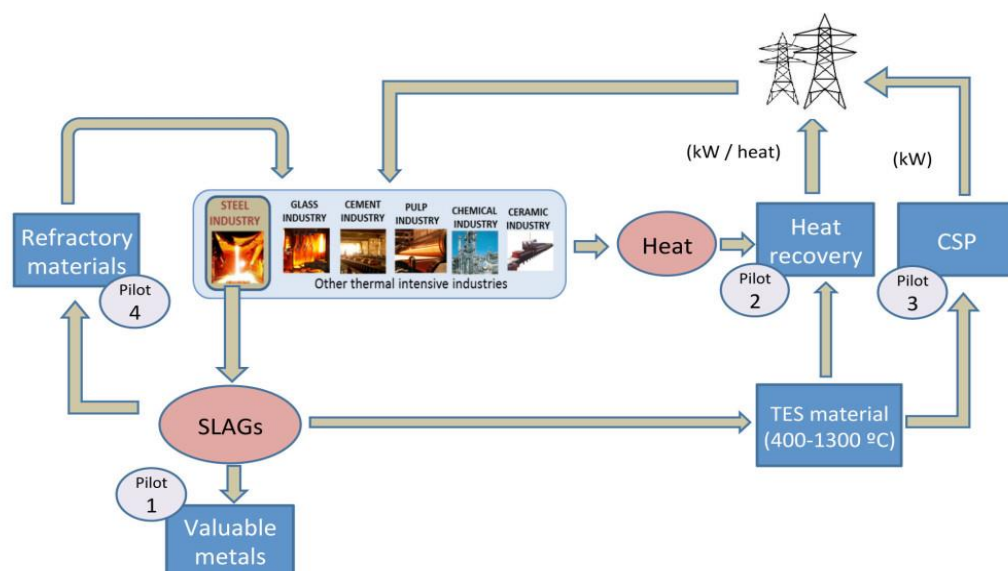 (kW / heat)
(kW)
STEEL
INDUSTRY
GLASS
INDUSTRY
CEMENT
INDUSTRY
PULP
INDUSTRY
CHEMICAL
INDUSTRY
CERAMIC
INDUSTRY
Other thermal intensive industries
Refractory
materials
Pilot
4
Heat
Heat
recovery
Pilot
2
CSP
Pilot
3
SLAGs
TES material
(400-1300 ºC)
Pilot
1
Valuable
metals